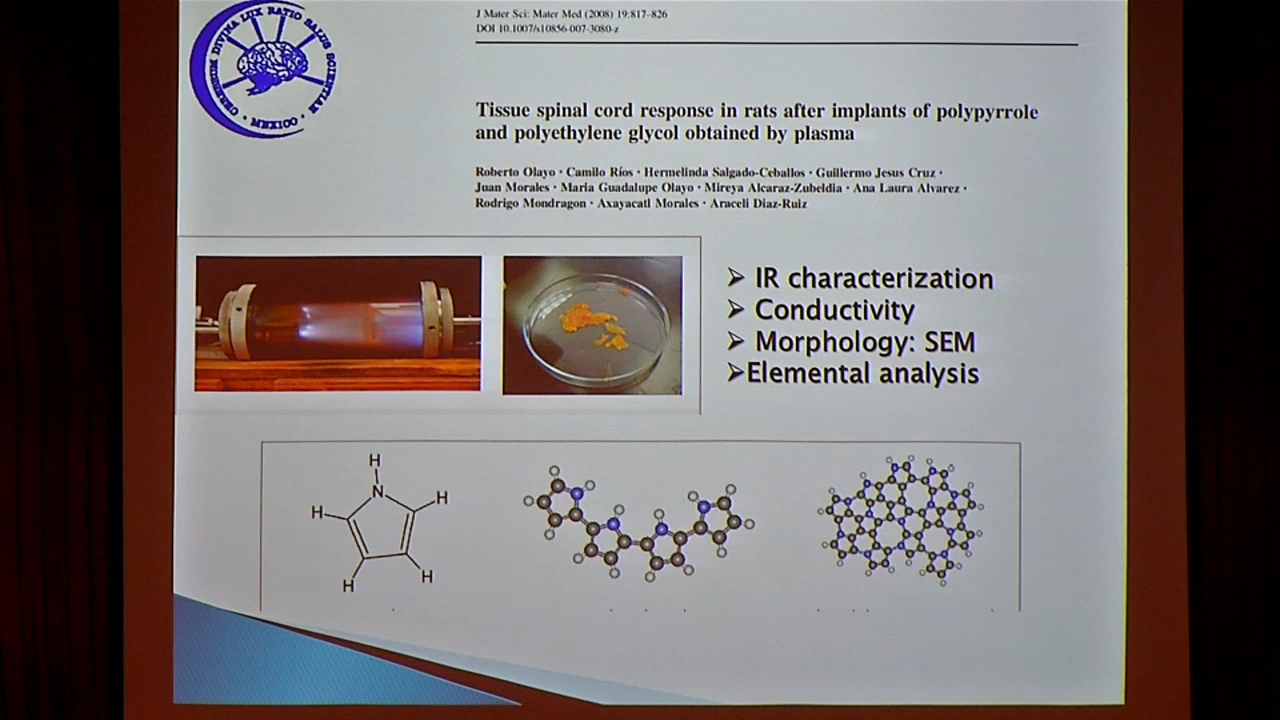 CEREBRUM DIVINA LUX RATIO SALUS SCIENTIAE • MEXICO •
J Mater Sci: Mater Med (2008) 19:817–826
DOI 10.1007/s10856-007-3080-z
Tissue spinal cord response in rats after implants of polypyrrole
and polyethylene glycol obtained by plasma
Roberto Olayo · Camilo Ríos · Hermelinda Salgado-Ceballos · Guillermo Jesus Cruz ·
Juan Morales · Maria Guadalupe Olayo · Mireya Alcaraz-Zubeldia · Ana Laura Alvarez ·
Rodrigo Mondragon · Axayacatl Morales · Araceli Diaz-Ruiz
➢ IR characterization
➢ Conductivity
➢ Morphology: SEM
➢Elemental analysis
H
N
H H
H H